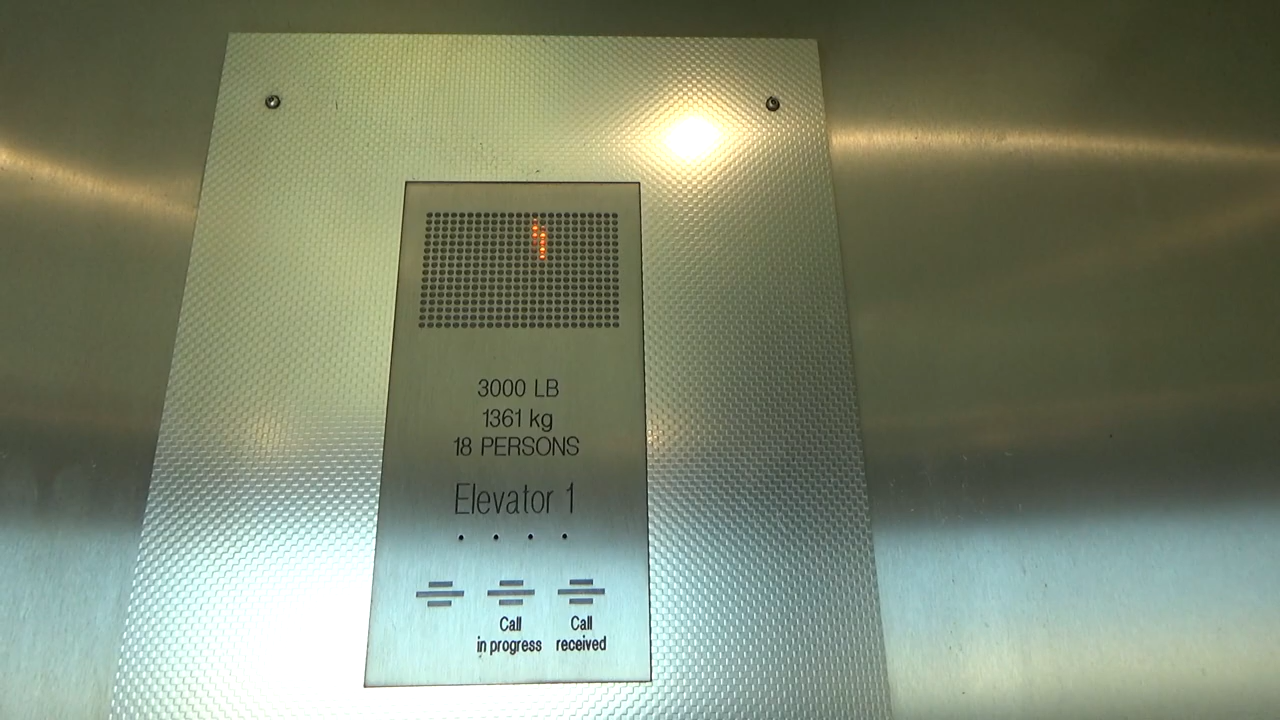 3000 LB
1361 kg
18 PERSONS
Elevator 1
Call
in progress
Call
received